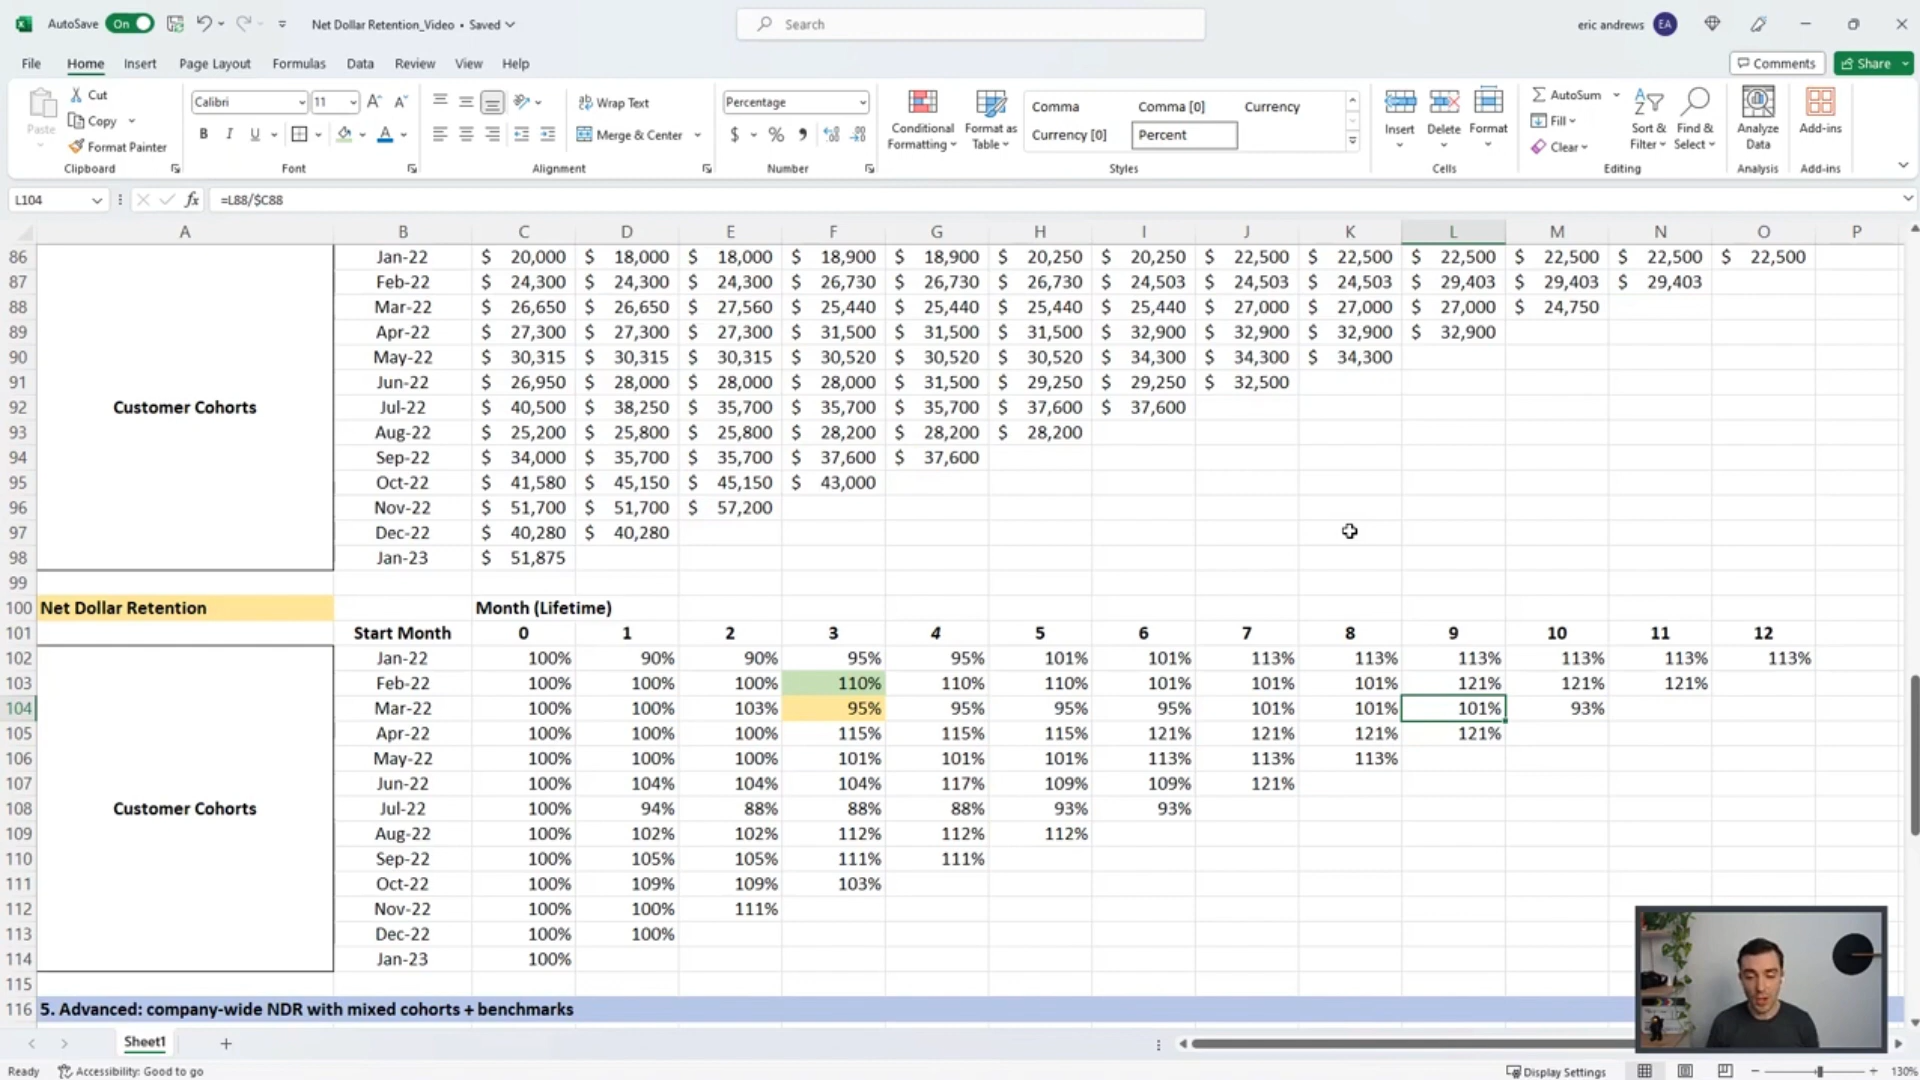 AutoSave On Net Dollar Retention_Video • Saved Search eric andrews EA
File Home Insert Page Layout Formulas Data Review View Help Comments Share
Paste Cut Copy Format Painter Clipboard
Calibri 11 B I U Font
Wrap Text Merge & Center Alignment
Percentage $ % Number
Conditional Formatting Format as Table Comma Comma [0] Currency Currency [0] Percent Styles
Insert Delete Format Cells
AutoSum Fill Clear Sort & Filter Find & Select Editing
Analyze Data Analysis
Add-ins Add-ins
L104 fx =L88/$C88
A B C D E F G H I J K L M N O P
86 Jan-22 $ 20,000 $ 18,000 $ 18,000 $ 18,900 $ 18,900 $ 20,250 $ 20,250 $ 22,500 $ 22,500 $ 22,500 $ 22,500 $ 22,500 $ 22,500
87 Feb-22 $ 24,300 $ 24,300 $ 24,300 $ 26,730 $ 26,730 $ 26,730 $ 24,503 $ 24,503 $ 24,503 $ 29,403 $ 29,403 $ 29,403
88 Mar-22 $ 26,650 $ 26,650 $ 27,560 $ 25,440 $ 25,440 $ 25,440 $ 25,440 $ 27,000 $ 27,000 $ 27,000 $ 24,750
89 Apr-22 $ 27,300 $ 27,300 $ 27,300 $ 31,500 $ 31,500 $ 31,500 $ 32,900 $ 32,900 $ 32,900 $ 32,900
90 May-22 $ 30,315 $ 30,315 $ 30,315 $ 30,520 $ 30,520 $ 30,520 $ 34,300 $ 34,300 $ 34,300
91 Jun-22 $ 26,950 $ 28,000 $ 28,000 $ 28,000 $ 31,500 $ 29,250 $ 29,250 $ 32,500
92 Customer Cohorts Jul-22 $ 40,500 $ 38,250 $ 35,700 $ 35,700 $ 35,700 $ 37,600 $ 37,600
93 Aug-22 $ 25,200 $ 25,800 $ 25,800 $ 28,200 $ 28,200 $ 28,200
94 Sep-22 $ 34,000 $ 35,700 $ 35,700 $ 37,600 $ 37,600
95 Oct-22 $ 41,580 $ 45,150 $ 45,150 $ 43,000
96 Nov-22 $ 51,700 $ 51,700 $ 57,200
97 Dec-22 $ 40,280 $ 40,280
98 Jan-23 $ 51,875
99
100 Net Dollar Retention Month (Lifetime)
101 Start Month 0 1 2 3 4 5 6 7 8 9 10 11 12
102 Jan-22 100% 90% 90% 95% 95% 101% 101% 113% 113% 113% 113% 113% 113%
103 Feb-22 100% 100% 100% 110% 110% 110% 101% 101% 101% 121% 121% 121%
104 Mar-22 100% 100% 103% 95% 95% 95% 95% 101% 101% 101% 93%
105 Apr-22 100% 100% 100% 115% 115% 115% 121% 121% 121% 121%
106 May-22 100% 100% 100% 101% 101% 101% 113% 113% 113%
107 Jun-22 100% 104% 104% 104% 117% 109% 109% 121%
108 Customer Cohorts Jul-22 100% 94% 88% 88% 88% 93% 93%
109 Aug-22 100% 102% 102% 112% 112% 112%
110 Sep-22 100% 105% 105% 111% 111%
111 Oct-22 100% 109% 109% 103%
112 Nov-22 100% 100% 111%
113 Dec-22 100% 100%
114 Jan-23 100%
115
116 5. Advanced: company-wide NDR with mixed cohorts + benchmarks
Sheet1
Ready Accessibility: Good to go Display Settings 130%